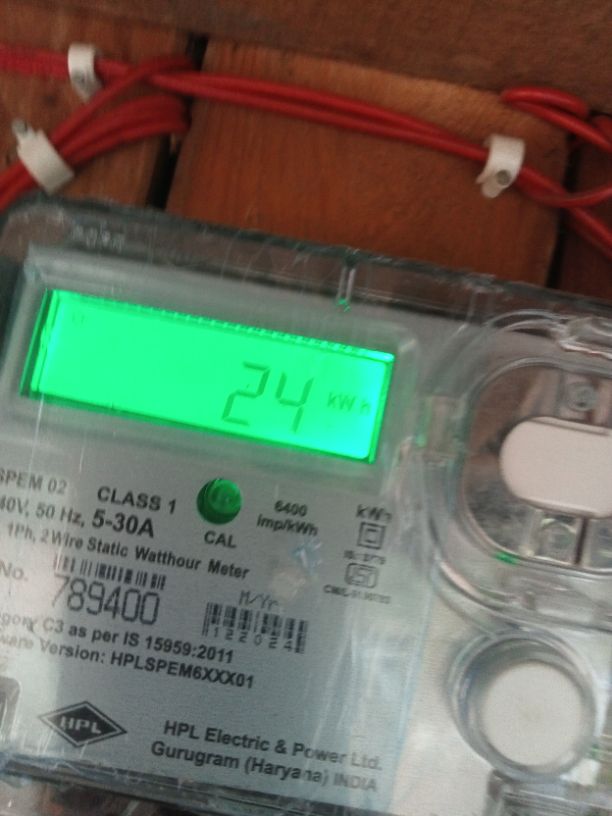 24 kWh
SPEM 02
CLASS 1
6400
imp/kWh
kWh
40V, 50 Hz, 5-30A
CAL
1Ph, 2Wire Static Watthour Meter
No.
789400
M/Yr
122024
gory C3 as per IS 15959:2011
ware Version: HPLSPEM6XXX01
HPL
HPL Electric & Power Ltd.
Gurugram (Haryana) INDIA